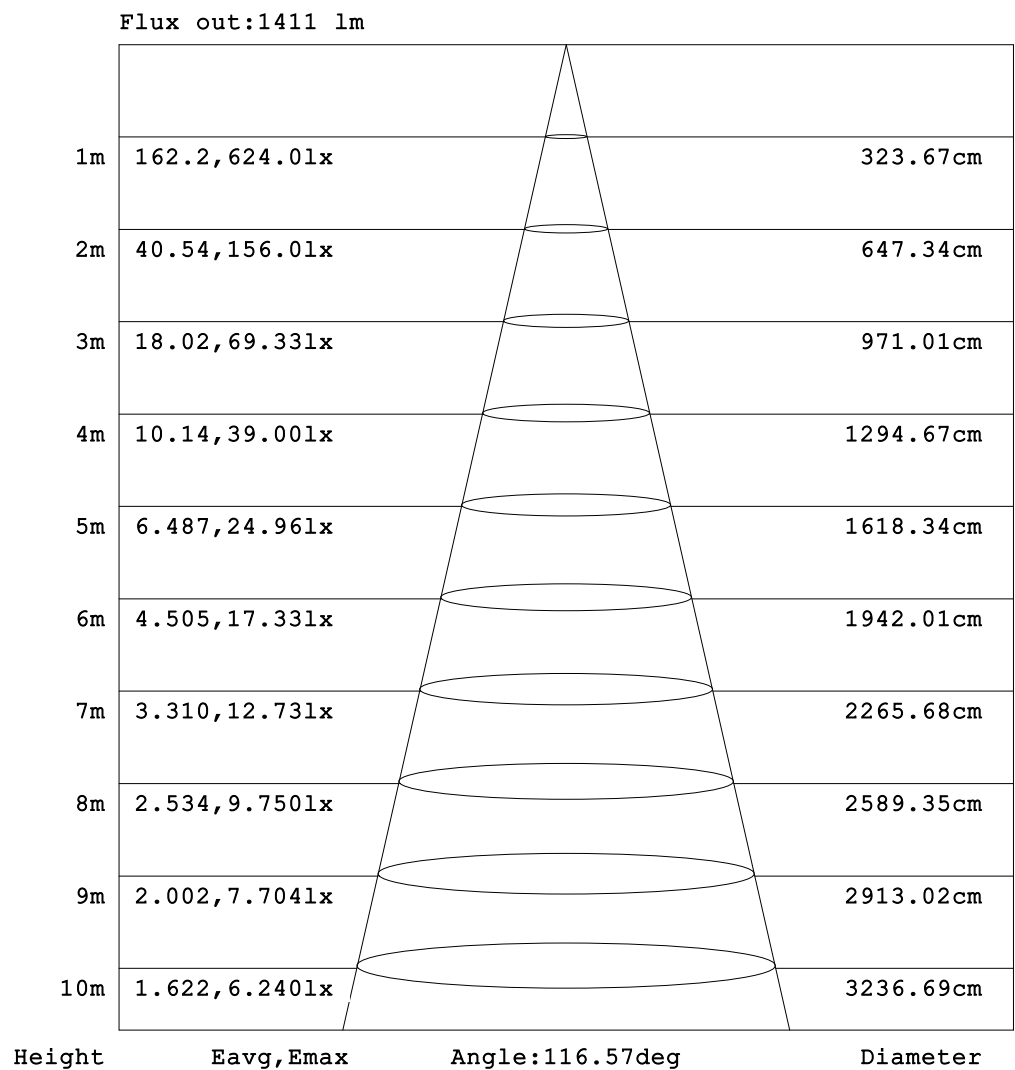 Flux out:1411 lm
1m 162.2,624.0lx 323.67cm
2m 40.54,156.0lx 647.34cm
3m 18.02,69.33lx 971.01cm
4m 10.14,39.00lx 1294.67cm
5m 6.487,24.96lx 1618.34cm
6m 4.505,17.33lx 1942.01cm
7m 3.310,12.73lx 2265.68cm
8m 2.534,9.750lx 2589.35cm
9m 2.002,7.704lx 2913.02cm
10m 1.622,6.240lx 3236.69cm
Height Eavg,Emax Angle:116.57deg Diameter